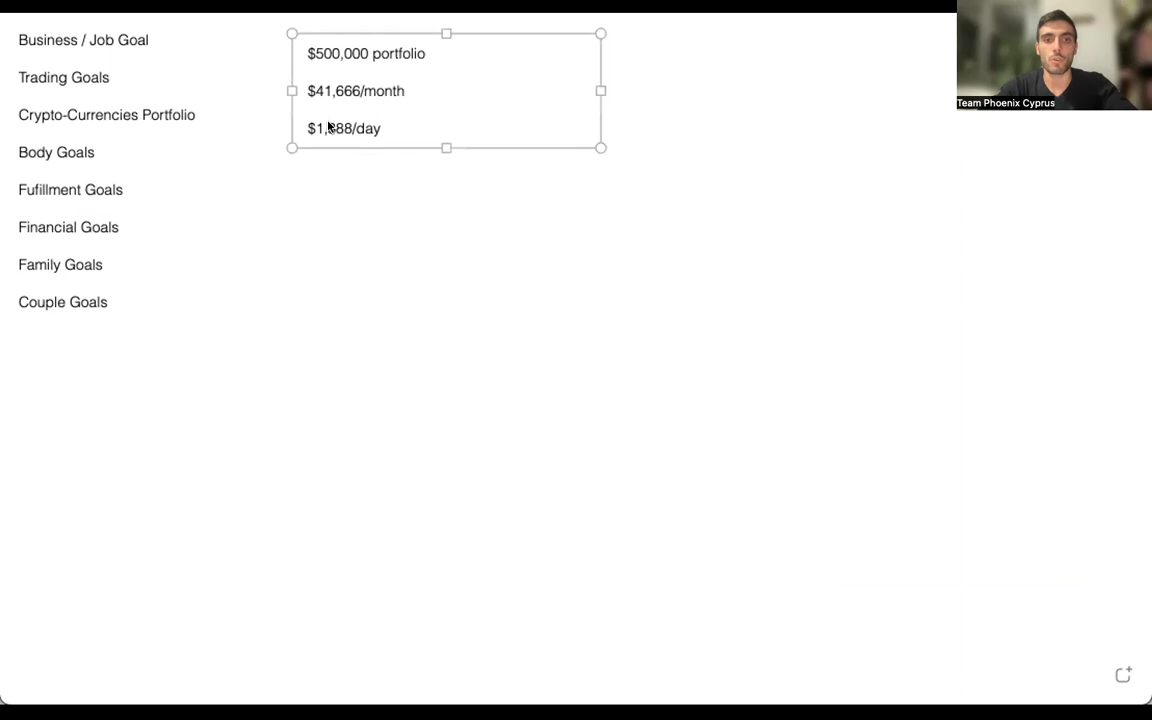 Business / Job Goal
Trading Goals
Crypto-Currencies Portfolio
Body Goals
Fufillment Goals
Financial Goals
Family Goals
Couple Goals
$500,000 portfolio
$41,666/month
Team Phoenix Cyprus